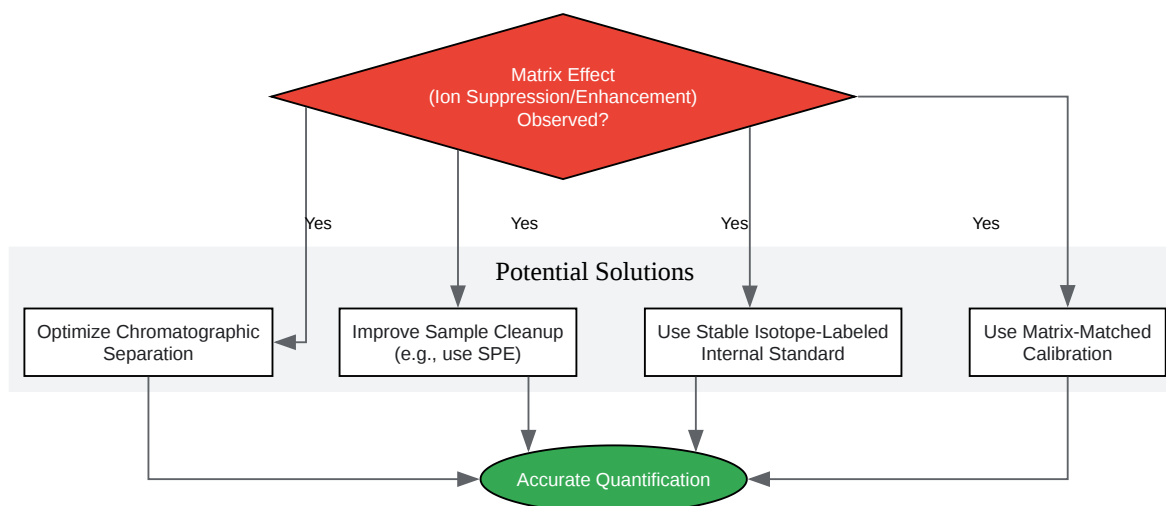 Matrix Effect
(Ion Suppression/Enhancement)
Observed?
Yes
Yes
Yes
Yes
Potential Solutions
Optimize Chromatographic
Separation
Improve Sample Cleanup
(e.g., use SPE)
Use Stable Isotope-Labeled
Internal Standard
Use Matrix-Matched
Calibration
Accurate Quantification